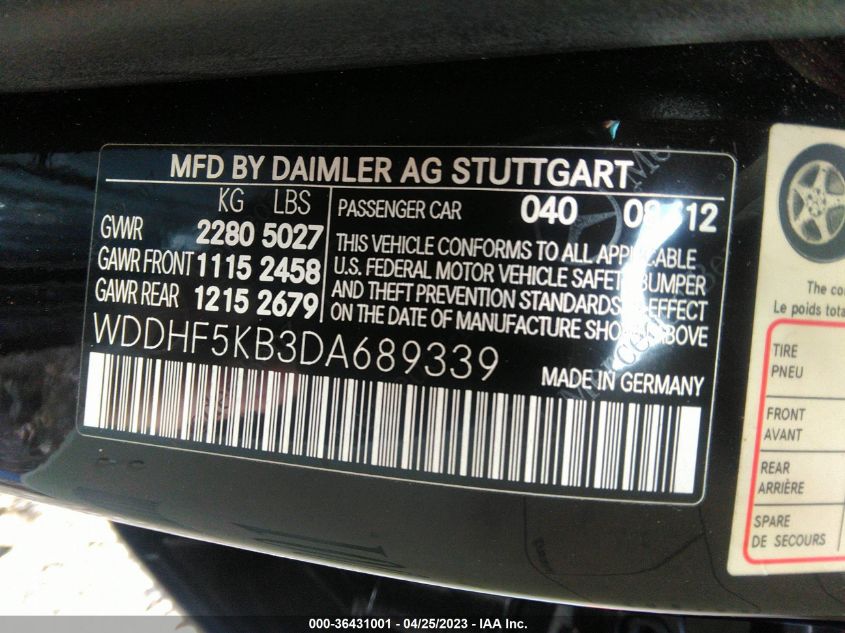 MFD BY DAIMLER AG STUTTGART
KG LBS
GVWR 2280 5027
GAWR FRONT 1115 2458
GAWR REAR 1215 2679
PASSENGER CAR 040
THIS VEHICLE CONFORMS TO ALL APPLICABLE
U.S. FEDERAL MOTOR VEHICLE SAFETY BUMPER
AND THEFT PREVENTION STANDARDS IN EFFECT
ON THE DATE OF MANUFACTURE SHOWN ABOVE
WDDHF5KB3DA689339
MADE IN GERMANY
The
Le poids
TIRE
PNEU
FRONT
AVANT
REAR
ARRIÈRE
SPARE
DE SECOURS
000-36431001 - 04/25/2023 - IAA Inc.